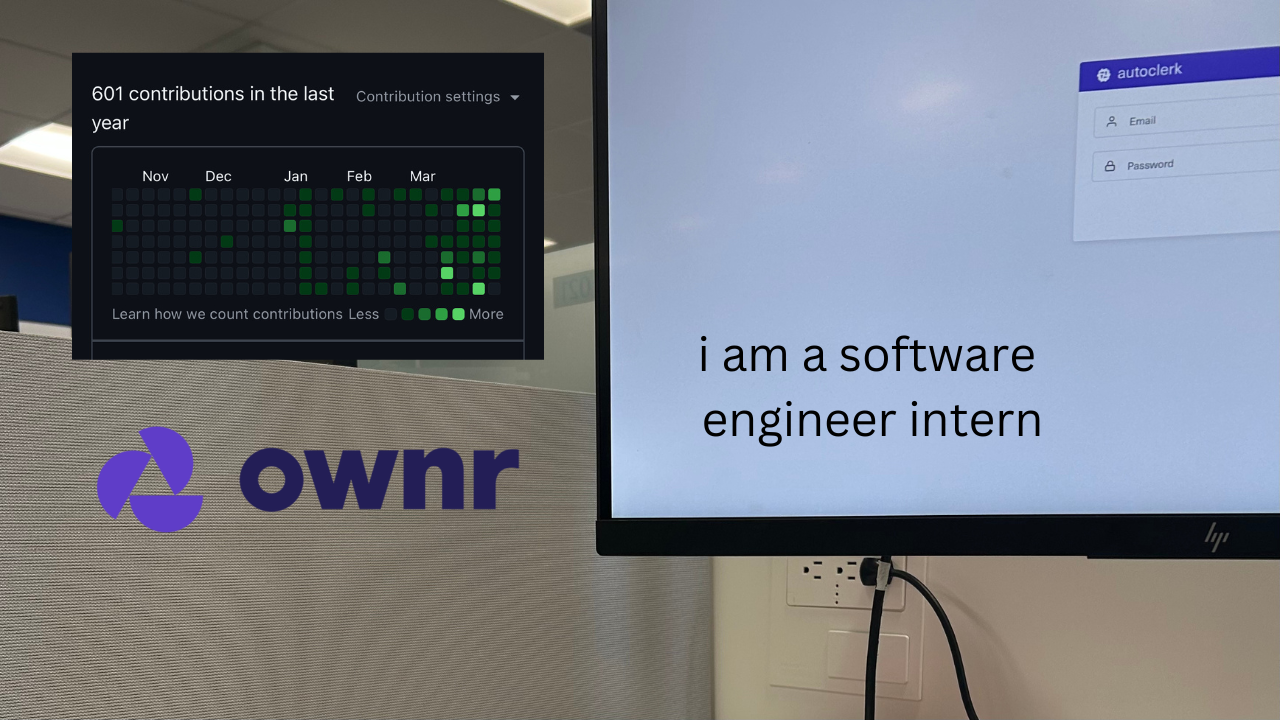 601 contributions in the last
year
Contribution settings
Nov Dec Jan Feb Mar
Learn how we count contributions Less More
ownr
autoclerk
Email
Password
i am a software
engineer intern
hp